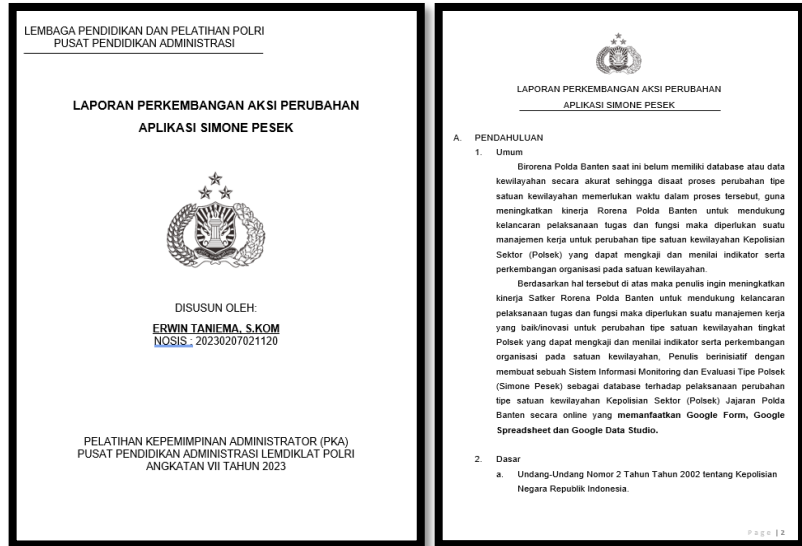 LEMBAGA PENDIDIKAN DAN PELATIHAN POLRI
PUSAT PENDIDIKAN ADMINISTRASI
LAPORAN PERKEMBANGAN AKSI PERUBAHAN
APLIKASI SIMONE PESEK
DISUSUN OLEH:
ERWIN TANIEMA, S.KOM
NOSIS : 20230207021120
PELATIHAN KEPEMIMPINAN ADMINISTRATOR (PKA)
PUSAT PENDIDIKAN ADMINISTRASI LEMDIKLAT POLRI
ANGKATAN VII TAHUN 2023
LAPORAN PERKEMBANGAN AKSI PERUBAHAN
APLIKASI SIMONE PESEK
A. PENDAHULUAN
1. Umum
Birorena Polda Banten saat ini belum memiliki database atau data
kewilayahan secara akurat sehingga disaat proses perubahan tipe
satuan kewilayahan memerlukan waktu dalam proses tersebut, guna
meningkatkan kinerja Rorena Polda Banten untuk mendukung
kelancaran pelaksanaan tugas dan fungsi maka diperlukan suatu
manajemen kerja untuk perubahan tipe satuan kewilayahan Kepolisian
Sektor (Polsek) yang dapat mengkaji dan menilai indikator serta
perkembangan organisasi pada satuan kewilayahan.
Berdasarkan hal tersebut di atas maka penulis ingin meningkatkan
kinerja Satker Rorena Polda Banten untuk mendukung kelancaran
pelaksanaan tugas dan fungsi maka diperlukan suatu manajemen kerja
yang baik/inovasi untuk perubahan tipe satuan kewilayahan tingkat
Polsek yang dapat mengkaji dan menilai indikator serta perkembangan
organisasi pada satuan kewilayahan, Penulis berinisiatif dengan
membuat sebuah Sistem Informasi Monitoring dan Evaluasi Tipe Polsek
(Simone Pesek) sebagai database terhadap pelaksanaan perubahan
tipe satuan kewilayahan Kepolisian Sektor (Polsek) Jajaran Polda
Banten secara online yang memanfaatkan Google Form, Google
Spreadsheet dan Google Data Studio.
2. Dasar
a. Undang-Undang Nomor 2 Tahun Tahun 2002 tentang Kepolisian
Negara Republik Indonesia.
Page | 2